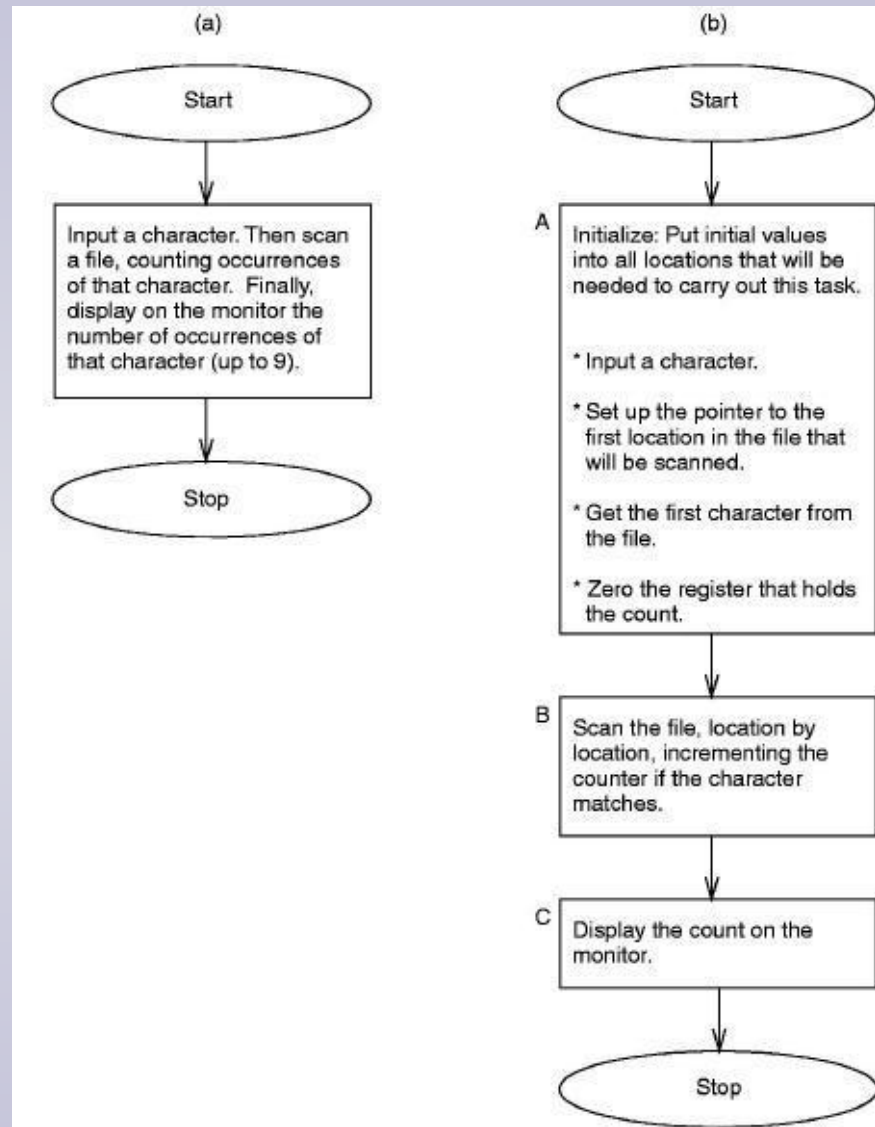 (a)
Start
Input a character. Then scan
a file, counting occurrences
of that character. Finally,
display on the monitor the
number of occurrences of
that character (up to 9).
Stop
(b)
Start
A
Initialize: Put initial values
into all locations that will be
needed to carry out this task.
* Input a character.
* Set up the pointer to the
first location in the file that
will be scanned.
* Get the first character from
the file.
* Zero the register that holds
the count.
B
Scan the file, location by
location, incrementing the
counter if the character
matches.
C
Display the count on the
monitor.
Stop